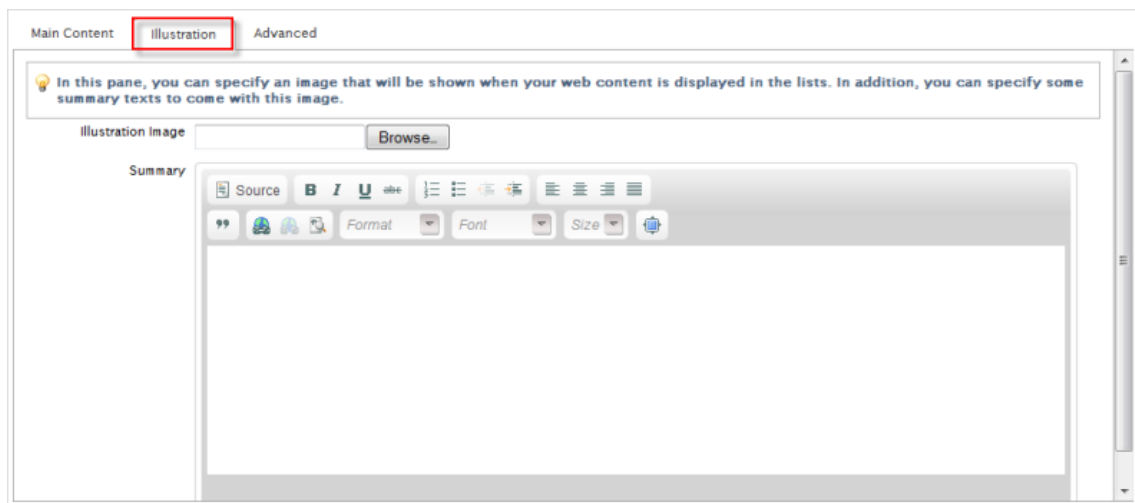 Main Content Illustration Advanced
In this pane, you can specify an image that will be shown when your web content is displayed in the lists. In addition, you can specify some
summary texts to come with this image.
Illustration Image Browse..
Summary
Source B I U abc
Format Font Size